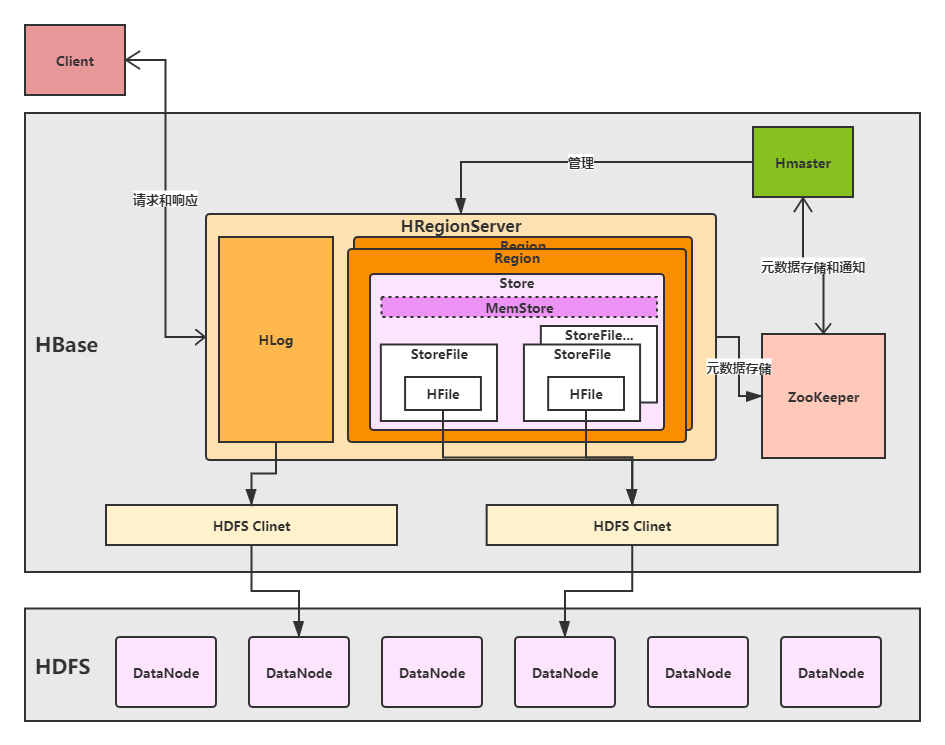 Client
Hmaster
管理
请求和响应
HRegionServer
Region
Region
元数据存储和通知
Store
MemStore
StoreFile...
StoreFile
StoreFile
HBase
HLog
HFile
HFile
元数据存储
ZooKeeper
HDFS Clinet
HDFS Clinet
HDFS
DataNode
DataNode
DataNode
DataNode
DataNode
DataNode